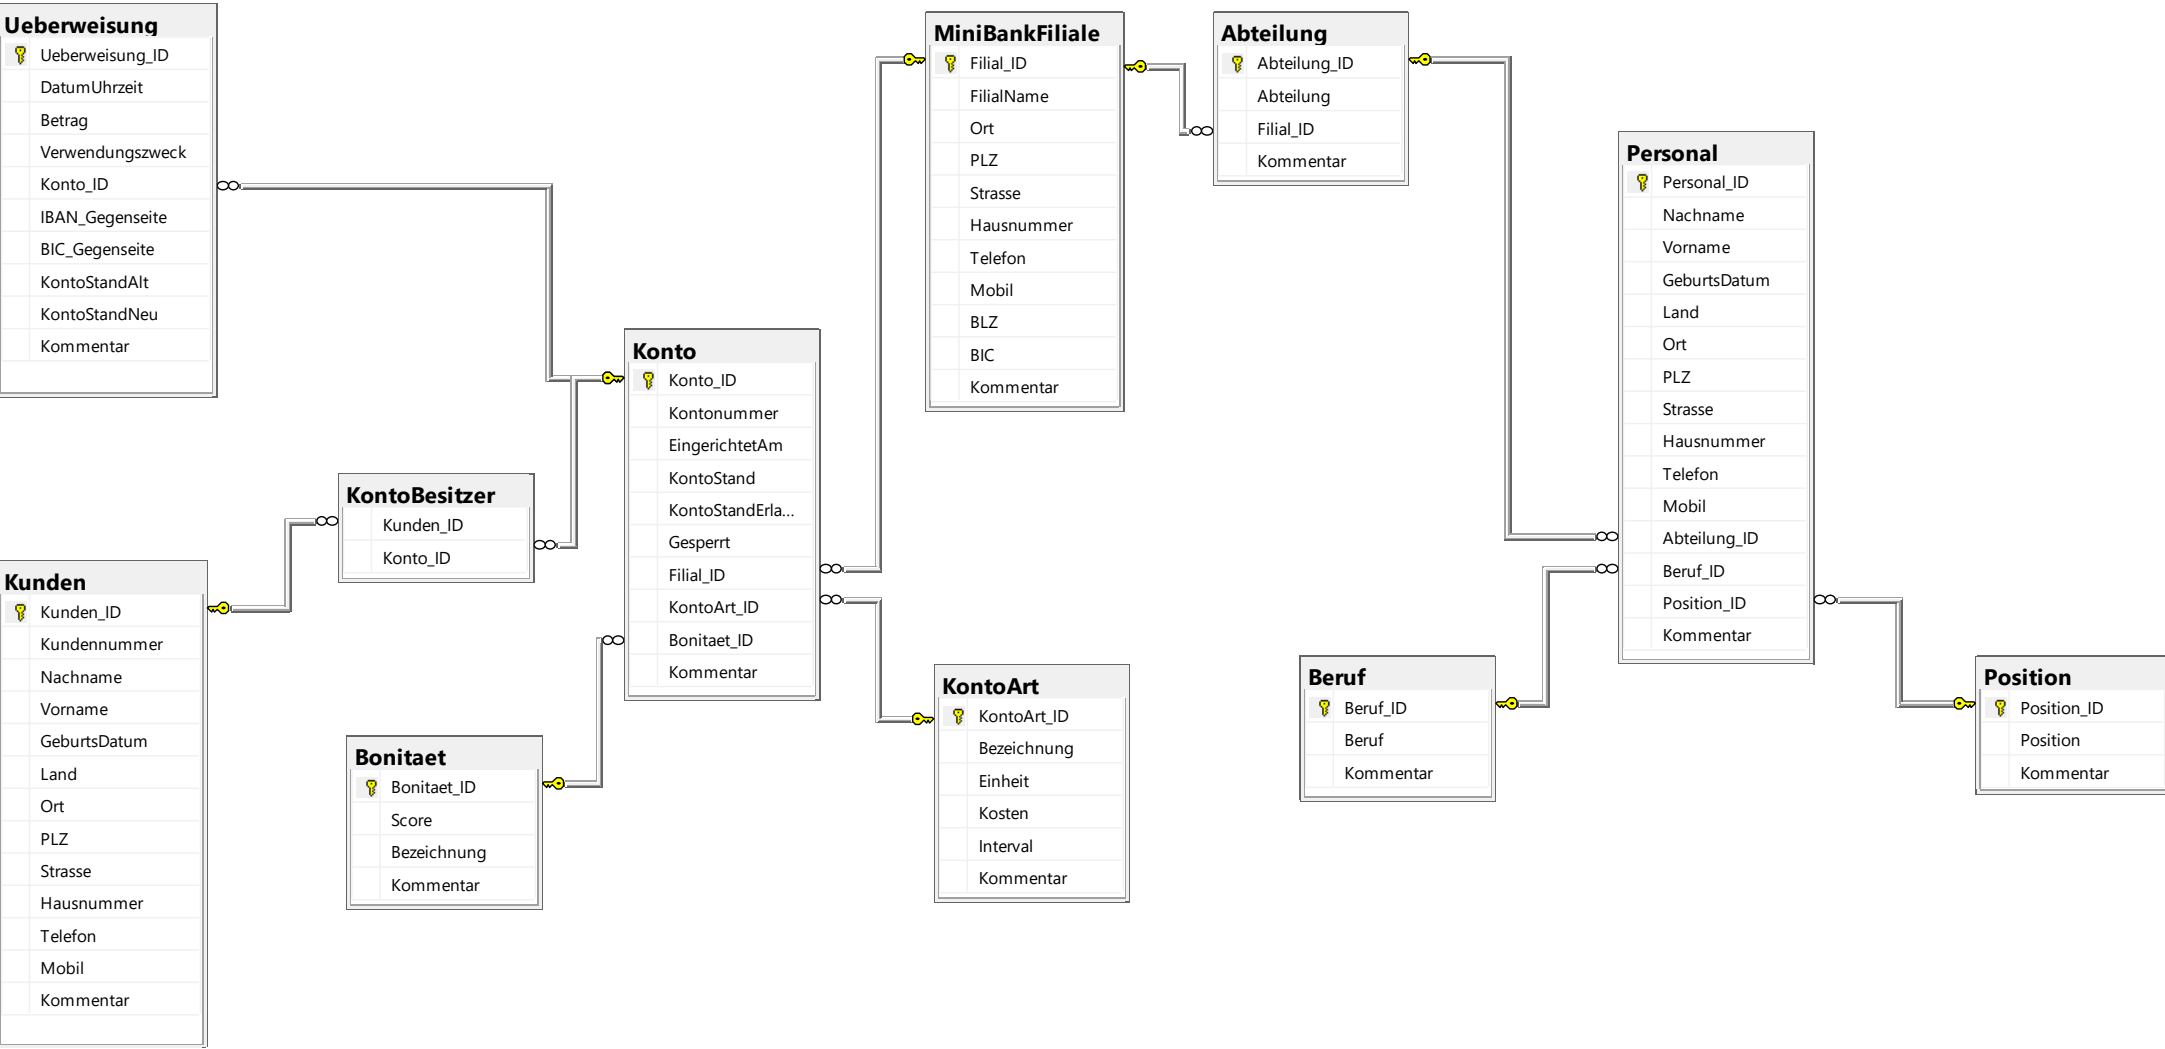 Ueberweisung
Ueberweisung_ID
DatumUhrzeit
Betrag
Verwendungszweck
Konto_ID
IBAN_Gegenseite
BIC_Gegenseite
KontoStandAlt
KontoStandNeu
Kommentar
KontoBesitzer
Kunden_ID
Konto_ID
Kunden
Kunden_ID
Kundennummer
Nachname
Vorname
GeburtsDatum
Land
Ort
PLZ
Strasse
Hausnummer
Telefon
Mobil
Kommentar
Bonitaet
Bonitaet_ID
Score
Bezeichnung
Kommentar
Konto
Konto_ID
Kontonummer
EingerichtetAm
KontoStand
KontoStandErla...
Gesperrt
Filial_ID
KontoArt_ID
Bonitaet_ID
Kommentar
MiniBankFiliale
Filial_ID
FilialName
Ort
PLZ
Strasse
Hausnummer
Telefon
Mobil
BLZ
BIC
Kommentar
KontoArt
KontoArt_ID
Bezeichnung
Einheit
Kosten
Interval
Kommentar
Abteilung
Abteilung_ID
Abteilung
Filial_ID
Kommentar
Personal
Personal_ID
Nachname
Vorname
GeburtsDatum
Land
Ort
PLZ
Strasse
Hausnummer
Telefon
Mobil
Abteilung_ID
Beruf_ID
Position_ID
Kommentar
Beruf
Beruf_ID
Beruf
Kommentar
Position
Position_ID
Position
Kommentar